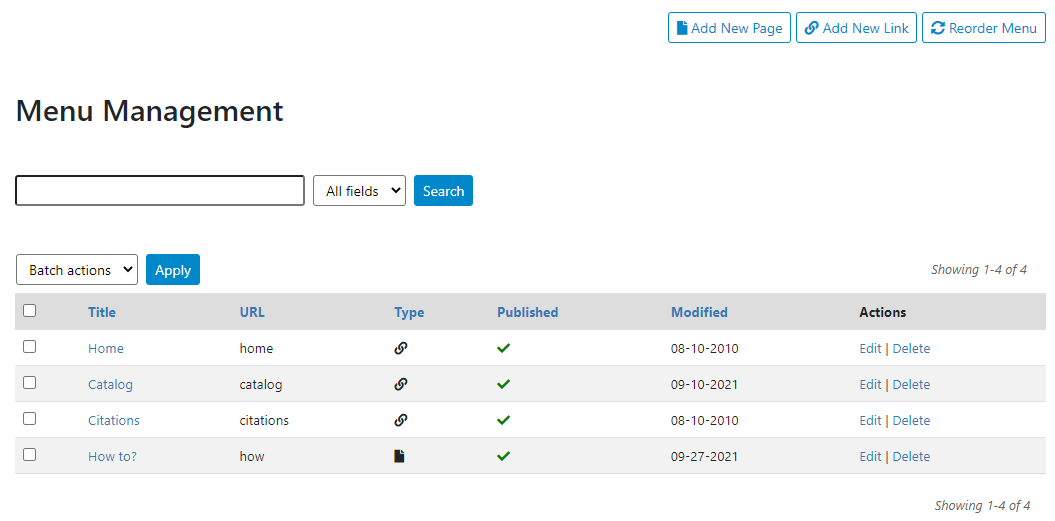 Add New Page Add New Link Reorder Menu
Menu Management
All fields Search
Batch actions Apply Showing 1-4 of 4
Title URL Type Published Modified Actions
Home home 08-10-2010 Edit | Delete
Catalog catalog 09-10-2021 Edit | Delete
Citations citations 08-10-2010 Edit | Delete
How to? how 09-27-2021 Edit | Delete
Showing 1-4 of 4